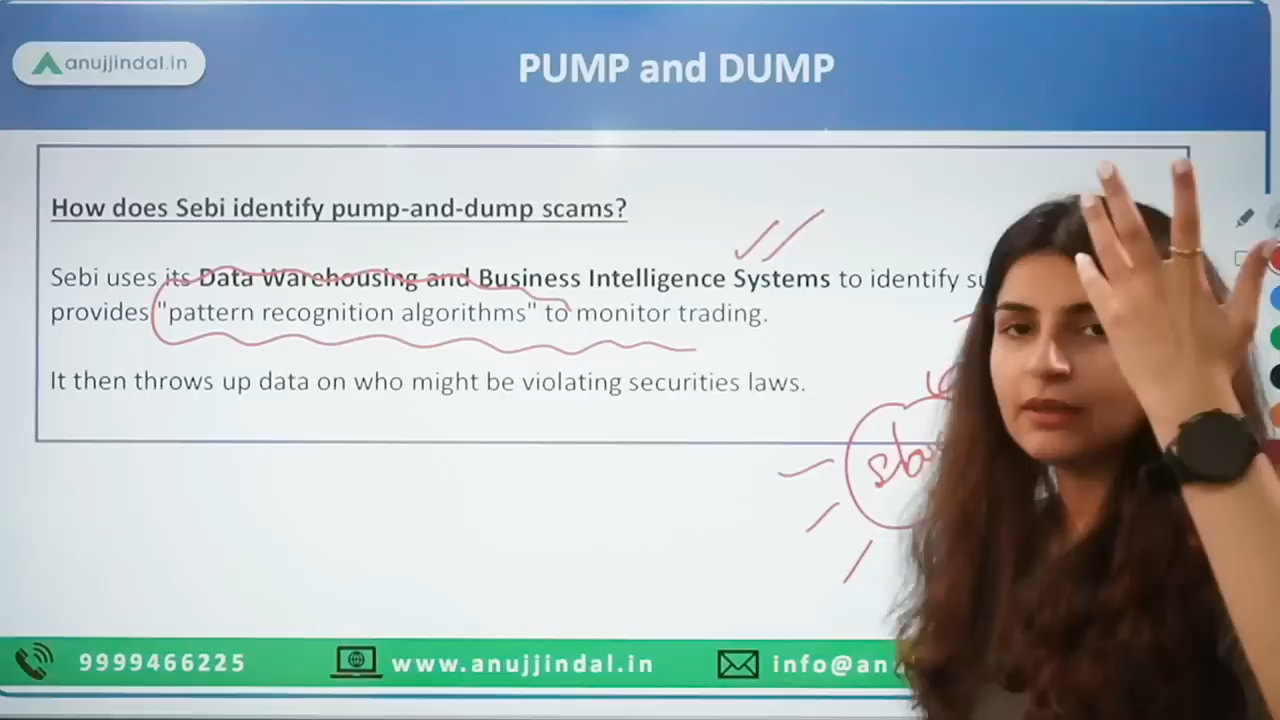 anujjindal.in
PUMP and DUMP
How does Sebi identify pump-and-dump scams?
Sebi uses its Data Warehousing and Business Intelligence Systems to identify
provides "pattern recognition algorithms" to monitor trading.
It then throws up data on who might be violating securities laws.
9999466225
www.anujjindal.in
info@an